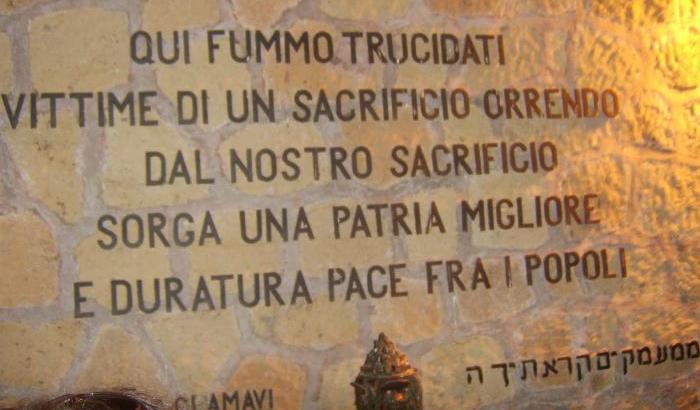 QUI FUMMO TRUCIDATI
VITTIME DI UN SACRIFICIO ORRENDO
DAL NOSTRO SACRIFICIO
SORGA UNA PATRIA MIGLIORE
E DURATURA PACE FRA I POPOLI
ממעמקים קראתיך ה
CLAMAVI